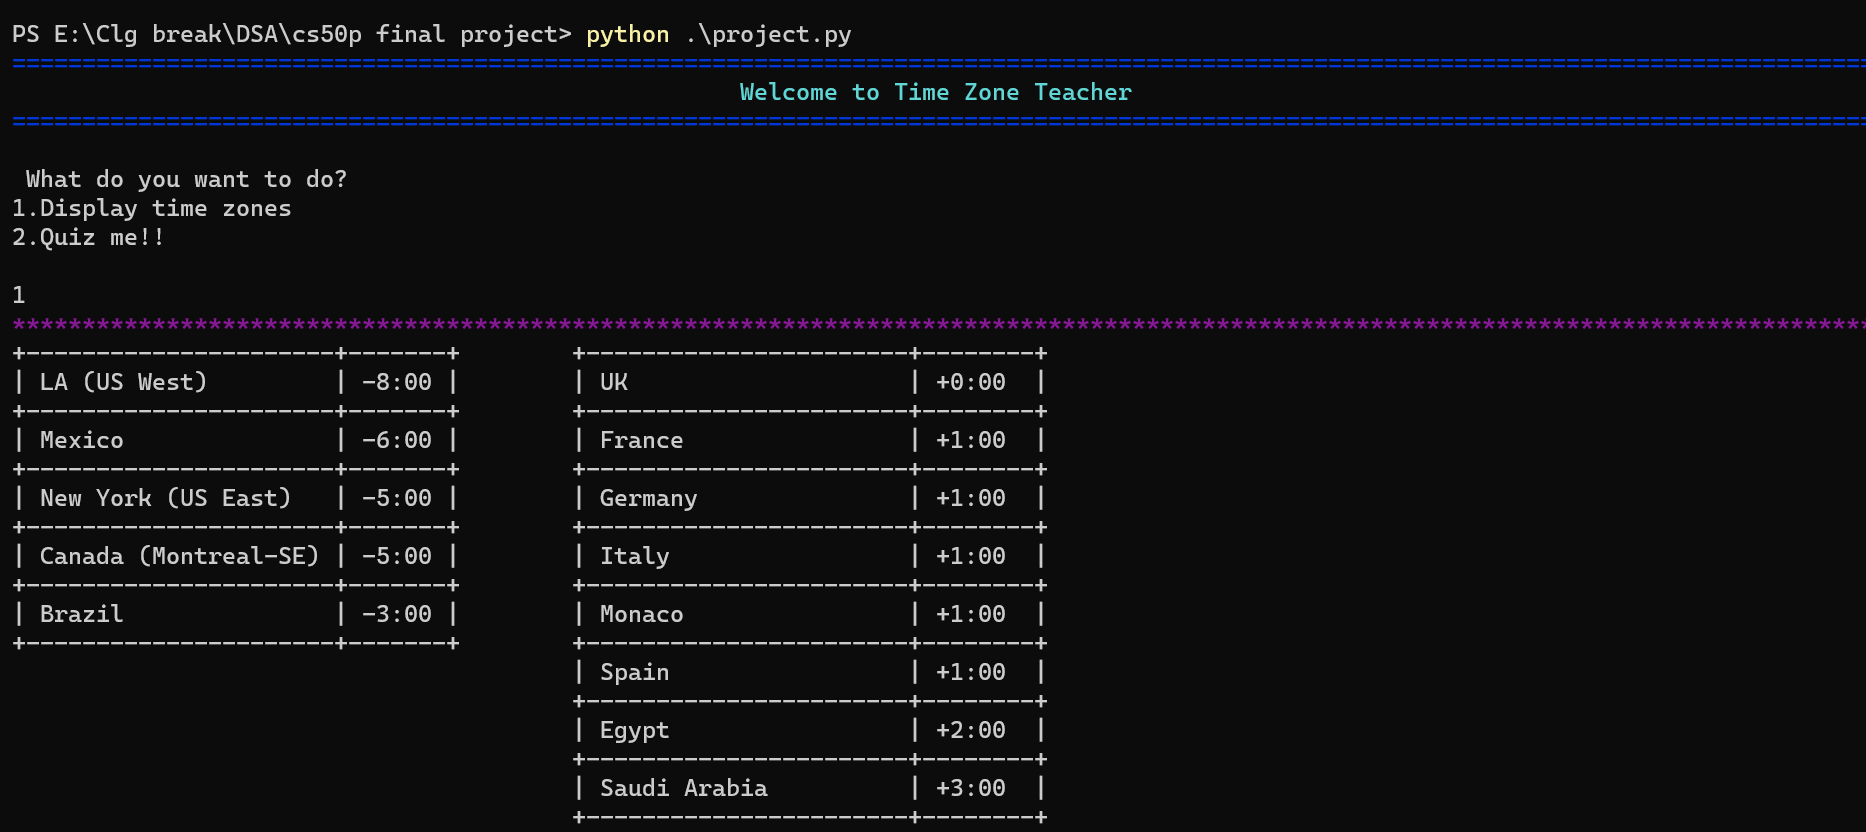 PS E:\Clg break\DSA\cs50p final project> python .\project.py
=====================================================================================================================================
Welcome to Time Zone Teacher
=====================================================================================================================================
What do you want to do?
1.Display time zones
2.Quiz me!!
1
*************************************************************************************************************************************
+----------------------+-------+        +-----------------------+--------+
| LA (US West)         | -8:00 |        | UK                    | +0:00  |
+----------------------+-------+        +-----------------------+--------+
| Mexico               | -6:00 |        | France                | +1:00  |
+----------------------+-------+        +-----------------------+--------+
| New York (US East)   | -5:00 |        | Germany               | +1:00  |
+----------------------+-------+        +-----------------------+--------+
| Canada (Montreal-SE) | -5:00 |        | Italy                 | +1:00  |
+----------------------+-------+        +-----------------------+--------+
| Brazil               | -3:00 |        | Monaco                | +1:00  |
+----------------------+-------+        +-----------------------+--------+
                                        | Spain                 | +1:00  |
                                        +-----------------------+--------+
                                        | Egypt                 | +2:00  |
                                        +-----------------------+--------+
                                        | Saudi Arabia          | +3:00  |
                                        +-----------------------+--------+